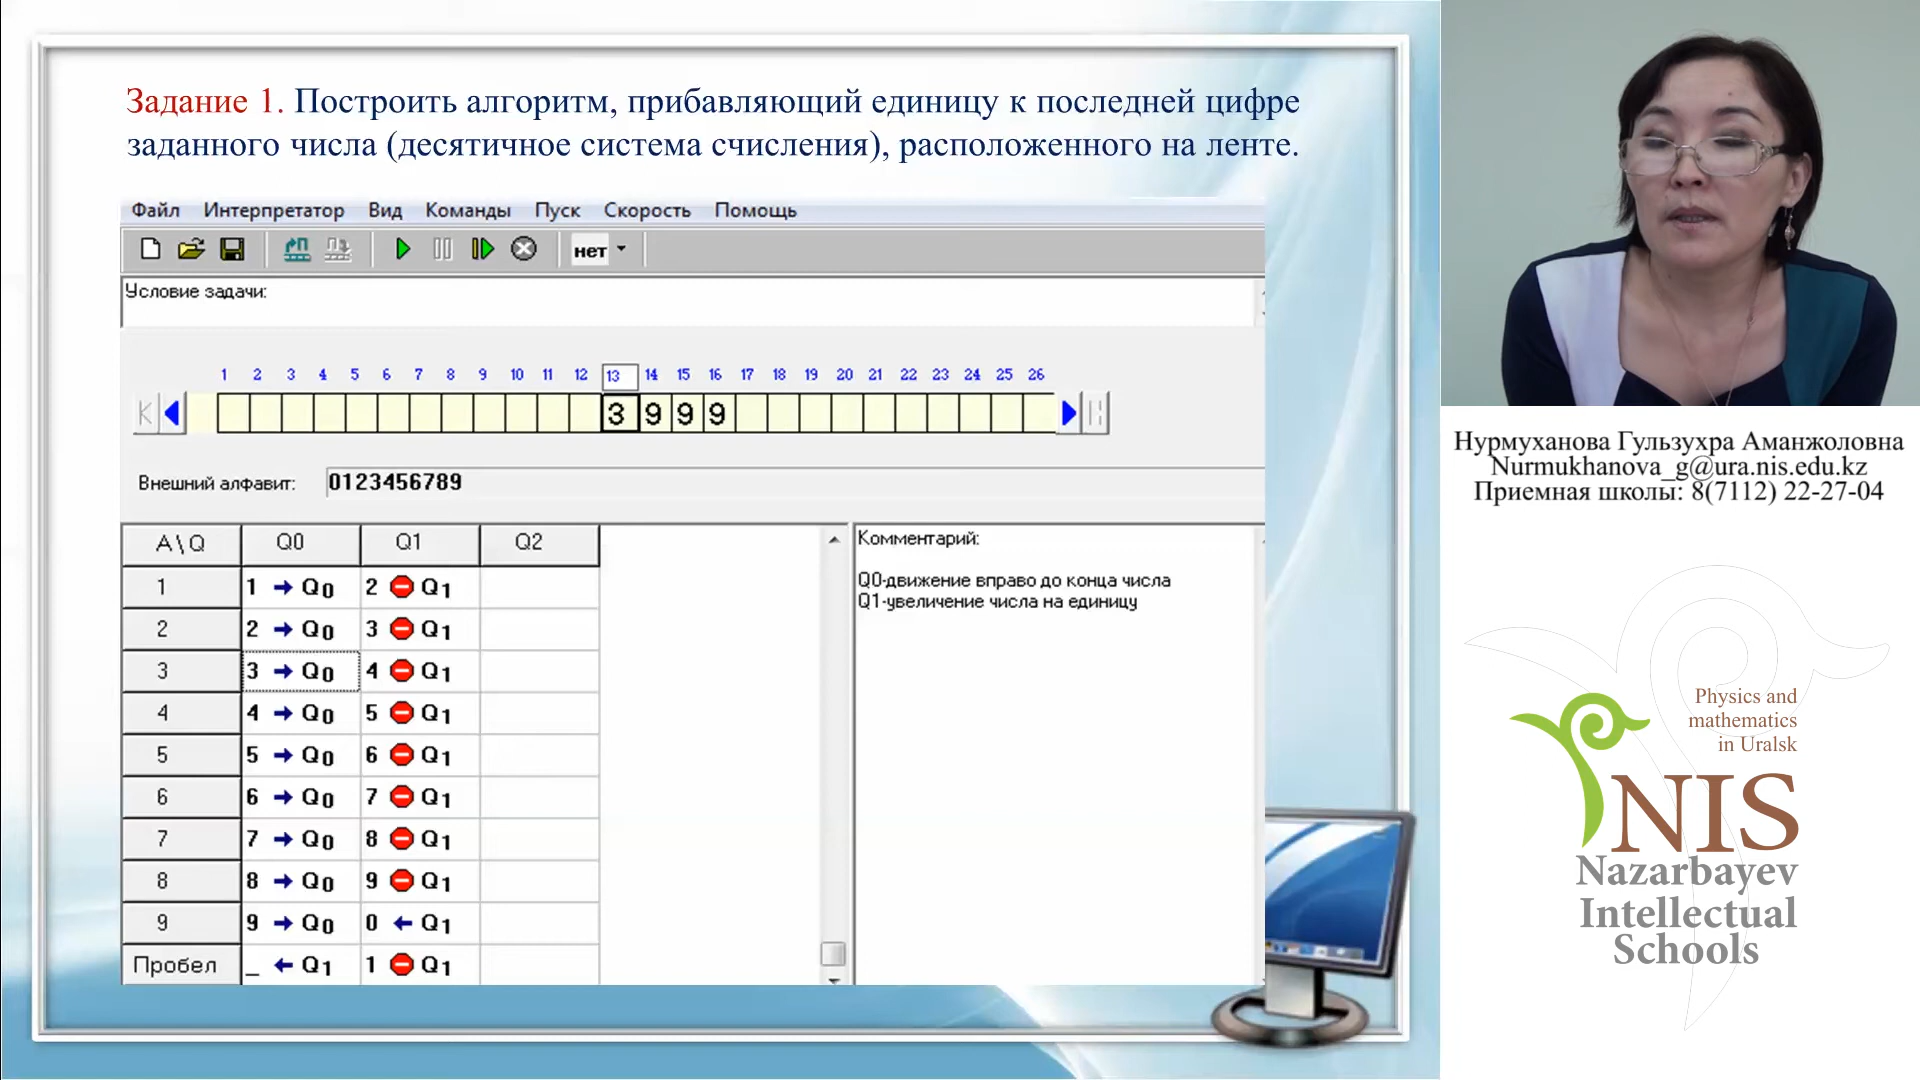 Задание 1. Построить алгоритм, прибавляющий единицу к последней цифре
заданного числа (десятичное система счисления), расположенного на ленте.
Файл Интерпретатор Вид Команды Пуск Скорость Помощь
нет
Условие задачи:
1 2 3 4 5 6 7 8 9 10 11 12 13 14 15 16 17 18 19 20 21 22 23 24 25 26
3 9 9 9
Внешний алфавит: 0123456789
A\Q Q0 Q1 Q2
1 1 → Q0 2 Q1
2 2 → Q0 3 Q1
3 3 → Q0 4 Q1
4 4 → Q0 5 Q1
5 5 → Q0 6 Q1
6 6 → Q0 7 Q1
7 7 → Q0 8 Q1
8 8 → Q0 9 Q1
9 9 → Q0 0 ← Q1
Пробел _ ← Q1 1 Q1
Комментарий:
Q0-движение вправо до конца числа
Q1-увеличение числа на единицу
Нурмуханова Гульзухра Аманжоловна
Nurmukhanova_g@ura.nis.edu.kz
Приемная школы: 8(7112) 22-27-04
Physics and
mathematics
in Uralsk
NIS
Nazarbayev
Intellectual
Schools